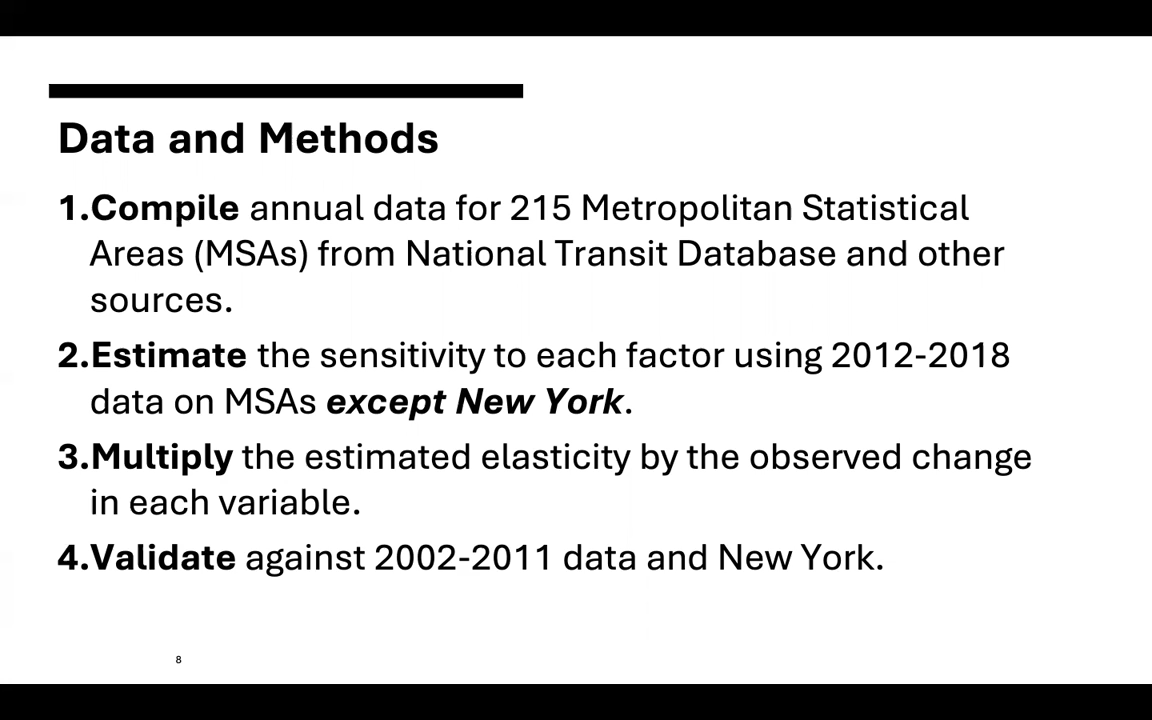 Data and Methods
1.Compile annual data for 215 Metropolitan Statistical
Areas (MSAs) from National Transit Database and other
sources.
2.Estimate the sensitivity to each factor using 2012-2018
data on MSAs except New York.
3.Multiply the estimated elasticity by the observed change
in each variable.
4.Validate against 2002-2011 data and New York.
8